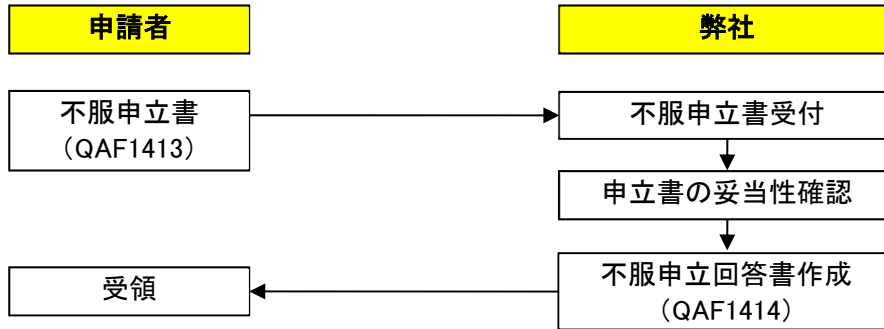 申請者
弊社
不服申立書
（QAF1413）
不服申立書受付
申立書の妥当性確認
不服申立回答書作成
（QAF1414）
受領